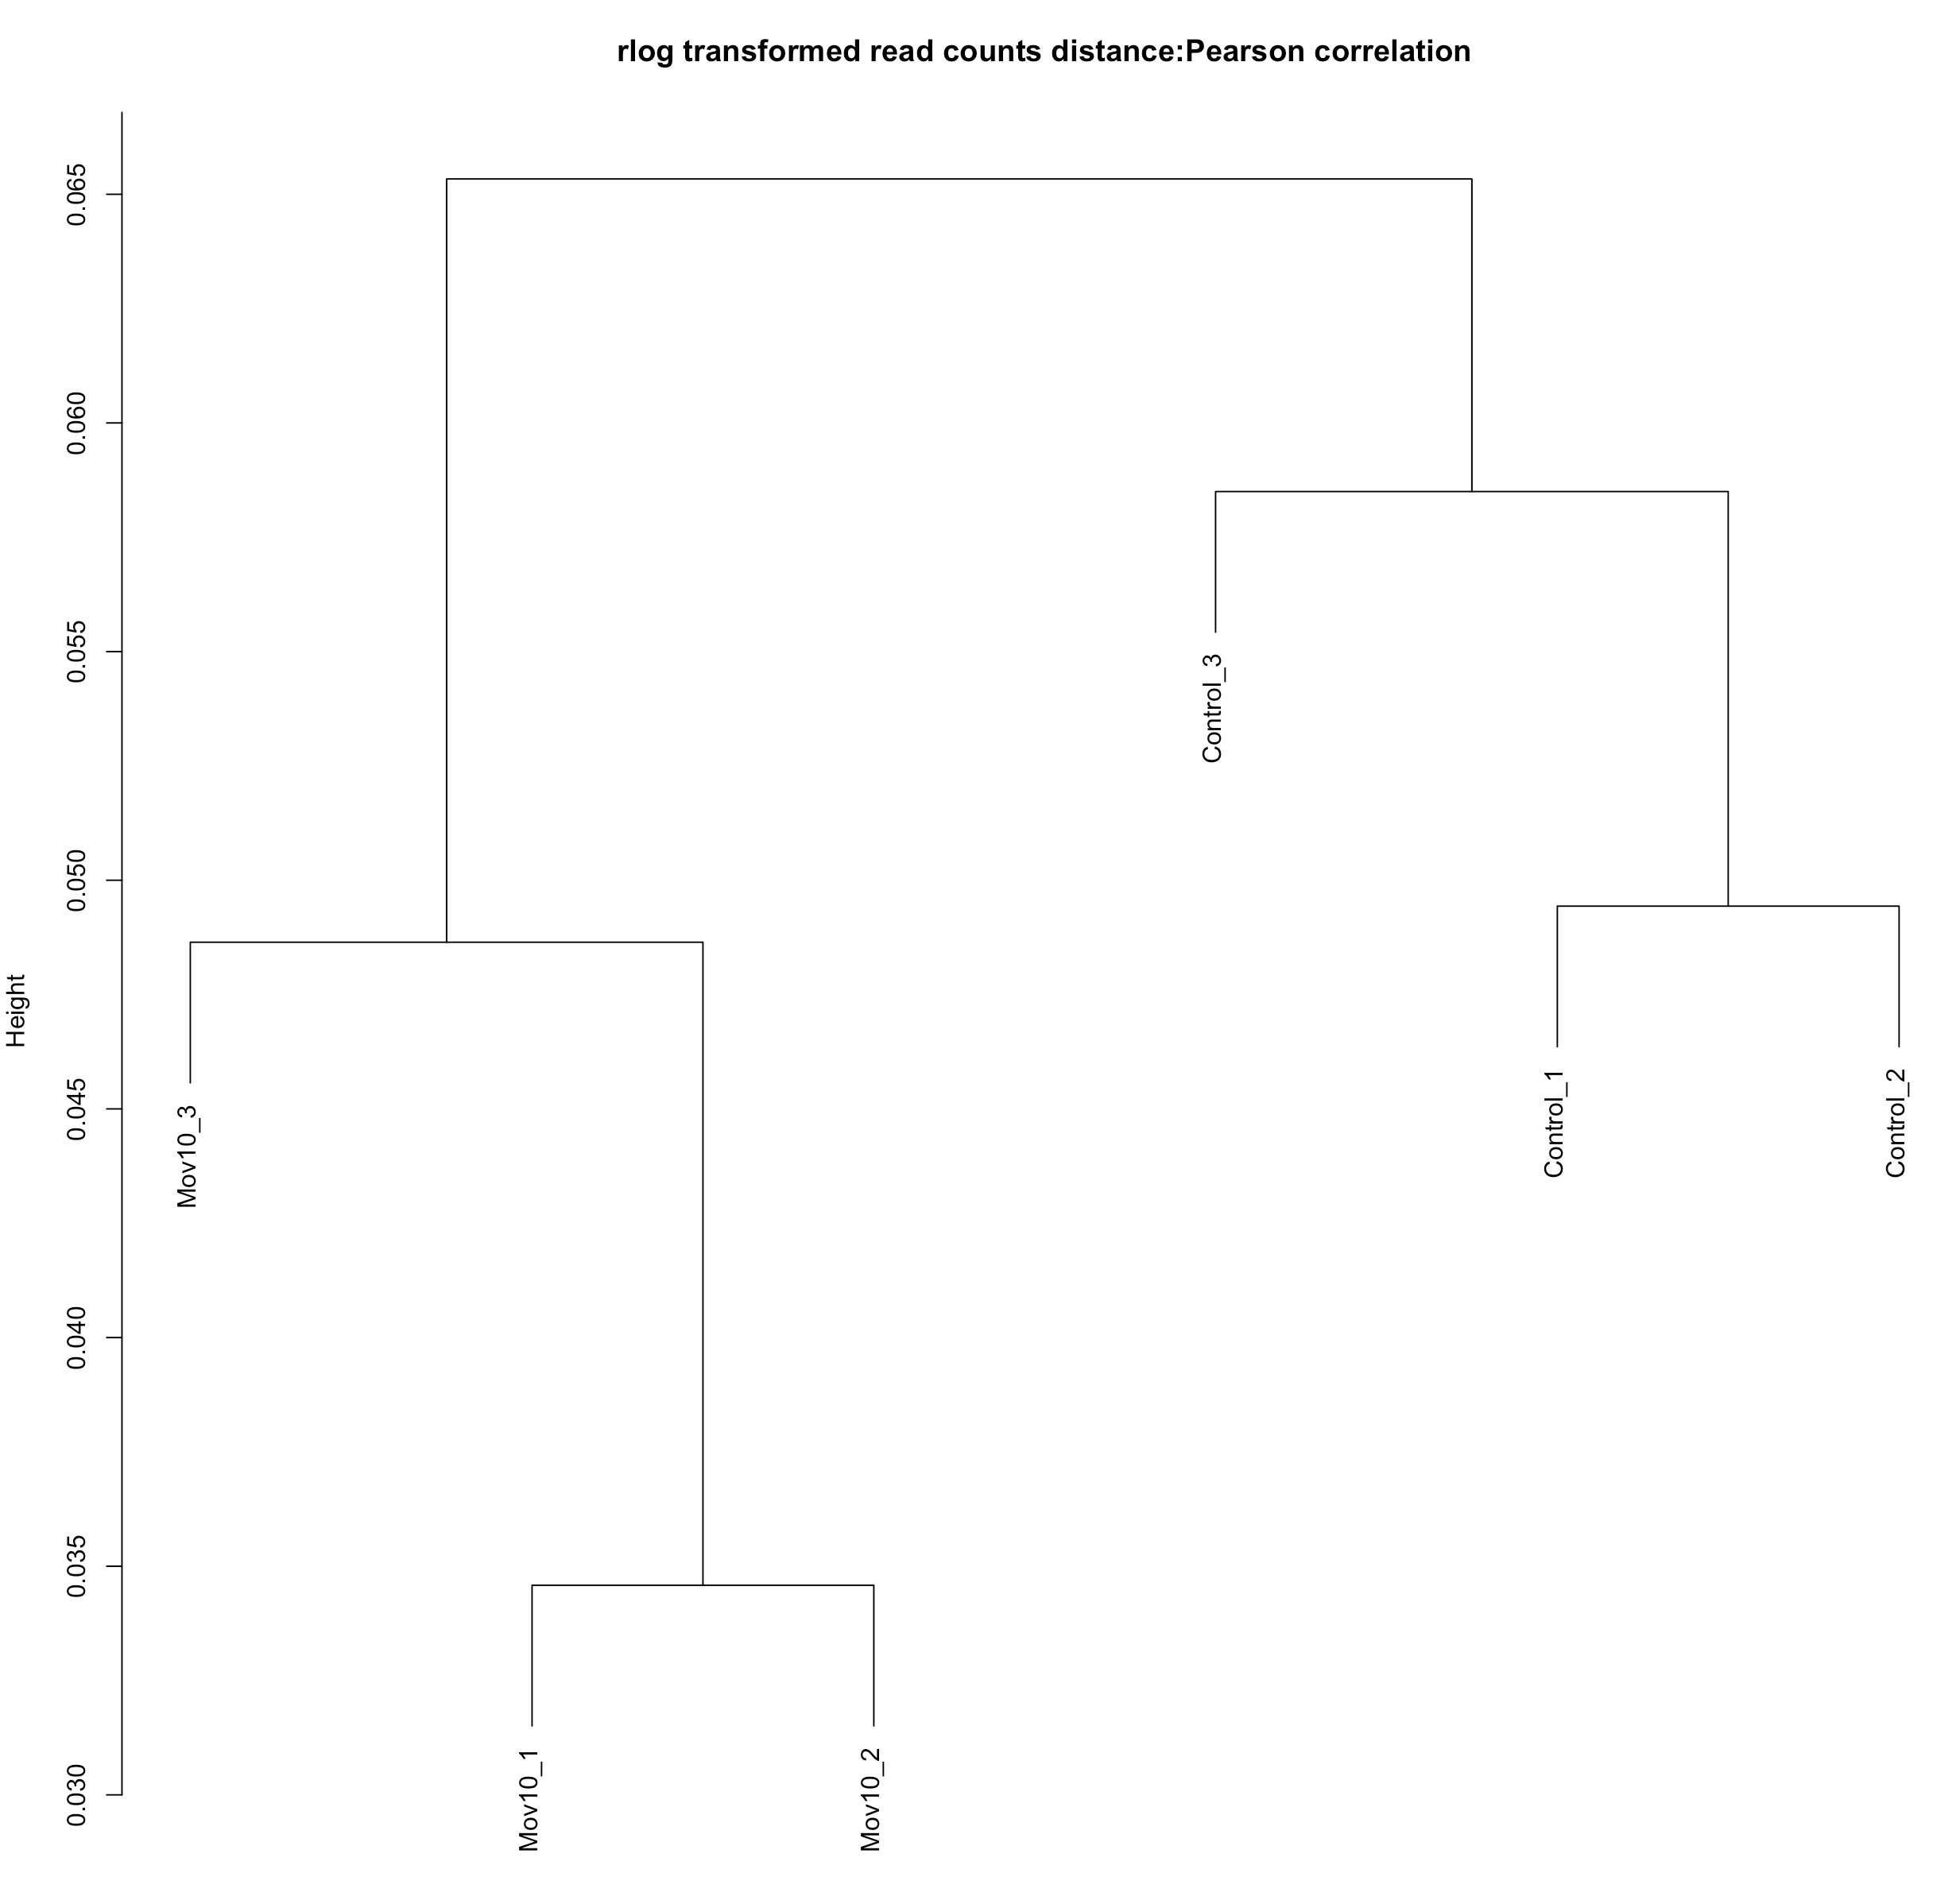 rlog transformed read counts distance:Pearson correlation
0.065
0.060
0.055
0.050
0.045
0.040
0.035
0.030
Height
Control_3
Mov10_3
Control_1
Control_2
Mov10_1
Mov10_2